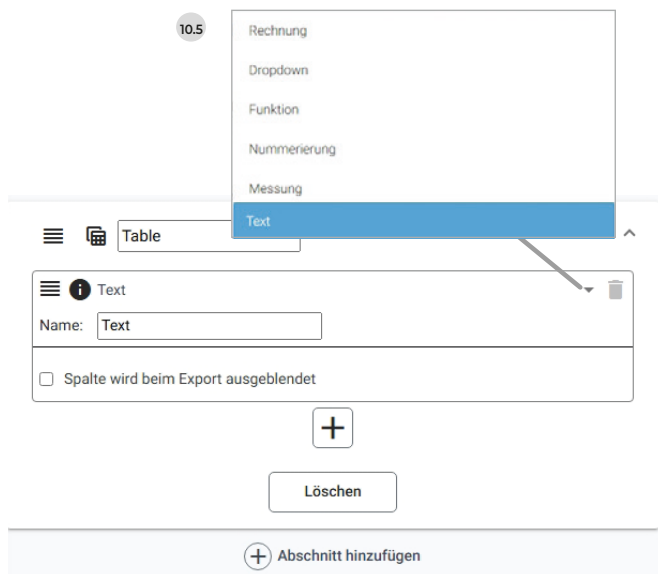 10.5
Rechnung
Dropdown
Funktion
Nummerierung
Messung
Text
Table
Text
Name: Text
Spalte wird beim Export ausgeblendet
Löschen
Abschnitt hinzufügen